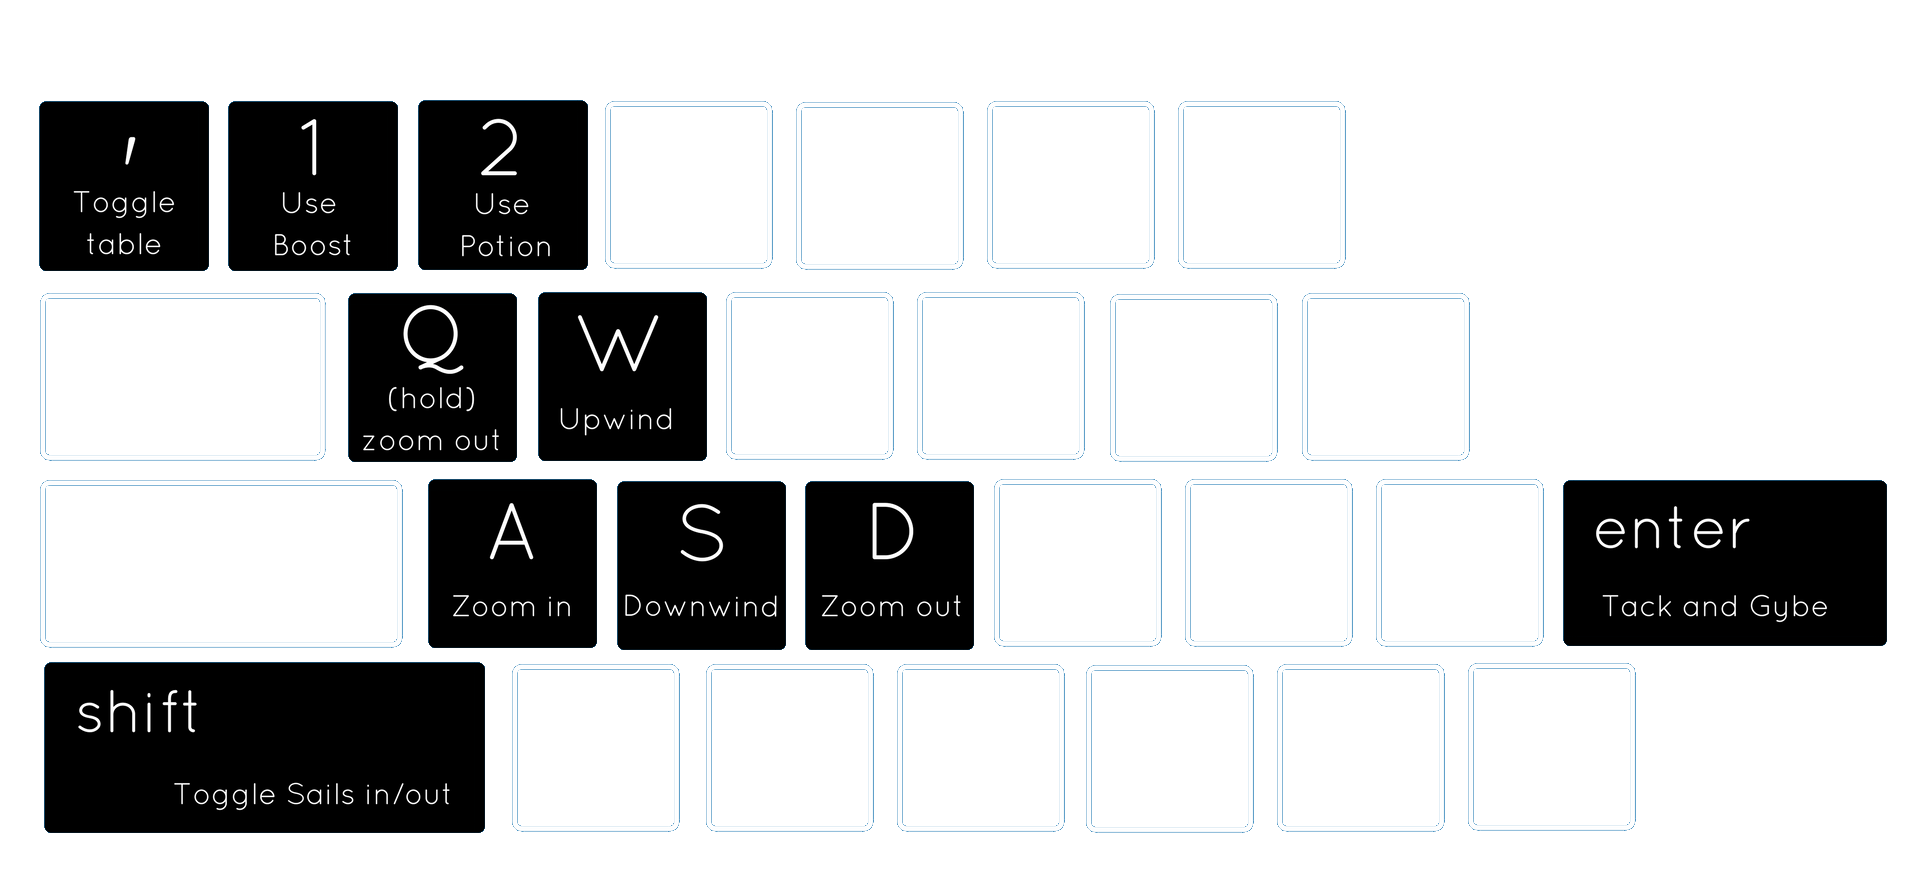 '
Toggle
table
1
Use
Boost
2
Use
Potion
Q
(hold)
zoom out
W
Upwind
A
Zoom in
S
Downwind
D
Zoom out
enter
Tack and Gybe
shift
Toggle Sails in/out